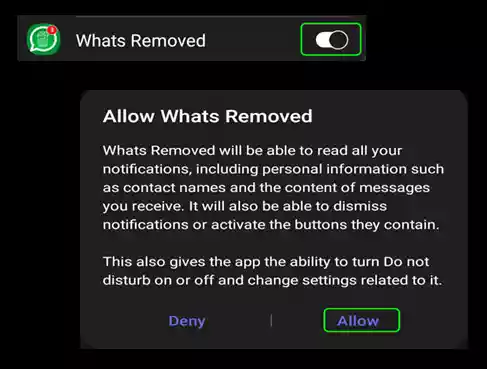 Whats Removed
Allow Whats Removed
Whats Removed will be able to read all your
notifications, including personal information such
as contact names and the content of messages
you receive. It will also be able to dismiss
notifications or activate the buttons they contain.
This also gives the app the ability to turn Do not
disturb on or off and change settings related to it.
Deny | Allow